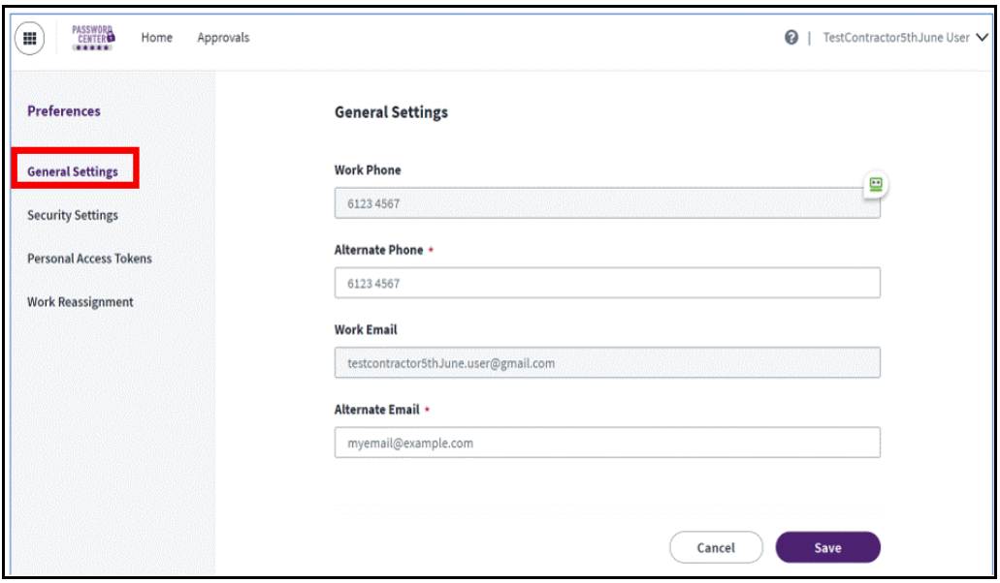 PASSWORD
CENTER
Home
Approvals
TestContractor5thJune User
Preferences
General Settings
Security Settings
Personal Access Tokens
Work Reassignment
General Settings
Work Phone
6123 4567
Alternate Phone *
6123 4567
Work Email
testcontractor5thJune.user@gmail.com
Alternate Email *
myemail@example.com
Cancel
Save